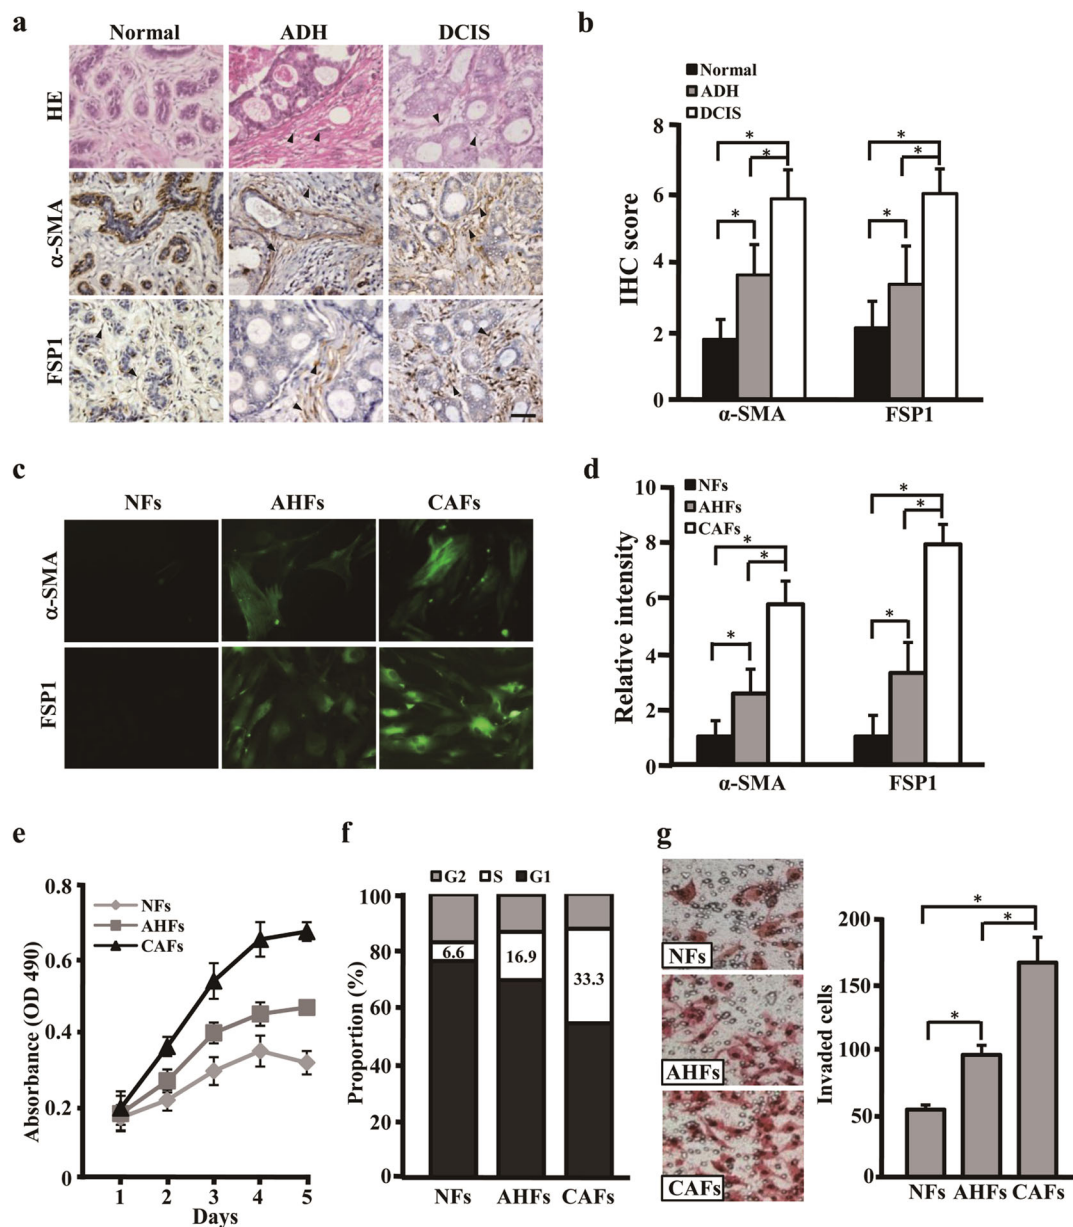 a
Normal ADH DCIS
HE
α-SMA
FSP1
b
Normal
ADH
DCIS
IHC score
8
6
4
2
0
* * * * * *
α-SMA FSP1
c
NFs AHFs CAFs
α-SMA
FSP1
d
NFs
AHFs
CAFs
Relative intensity
10
8
6
4
2
0
* * * * * *
α-SMA FSP1
e
NFs
AHFs
CAFs
Absorbance (OD 490)
0.8
0.6
0.4
0.2
0
1 2 3 4 5
Days
f
G2 S G1
Proportion (%)
100
80
60
40
20
0
6.6
16.9
33.3
NFs AHFs CAFs
g
NFs
AHFs
CAFs
Invaded cells
200
150
100
50
0
* * *
NFs AHFs CAFs